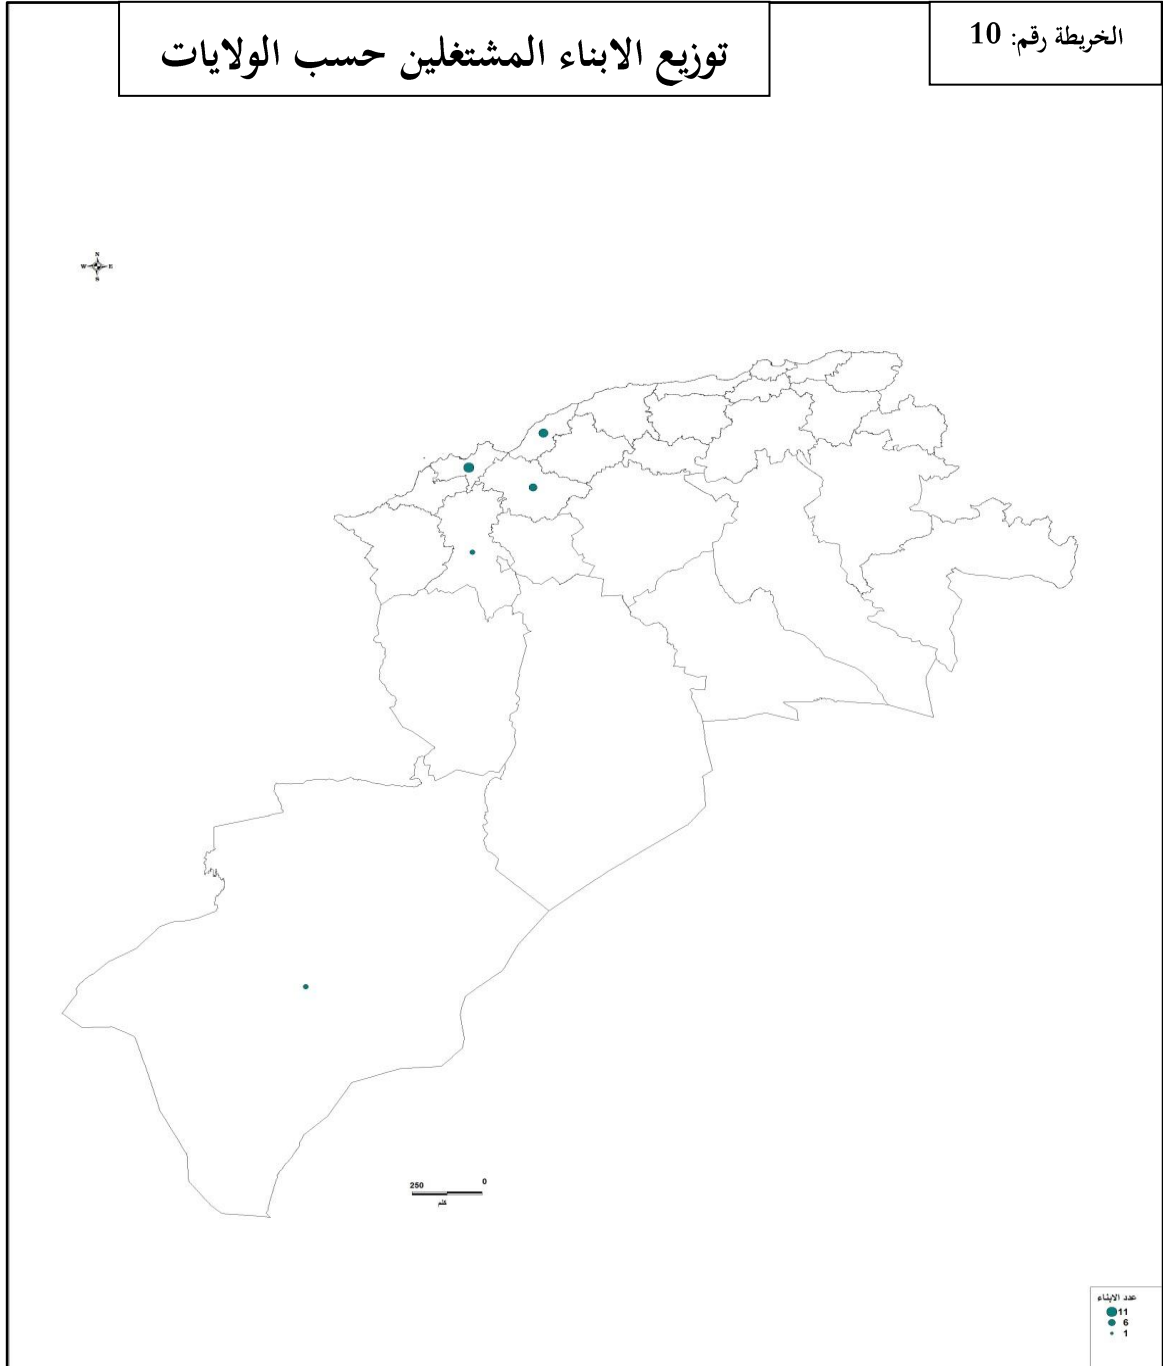 الخريطة رقم: 10
توزيع الابناء المشتغلين حسب الولايات
N
W E
S
250 0
كلم
عدد الابناء
11
6
1